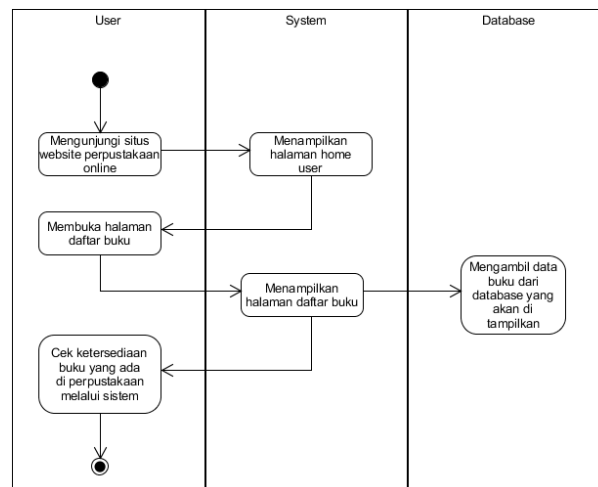 User
System
Database
Mengunjungi situs
website perpustakaan
online
Menampilkan
halaman home
user
Membuka halaman
daftar buku
Menampilkan
halaman daftar buku
Mengambil data
buku dari
database yang
akan di
tampilkan
Cek ketersediaan
buku yang ada
di perpustakaan
melalui sistem